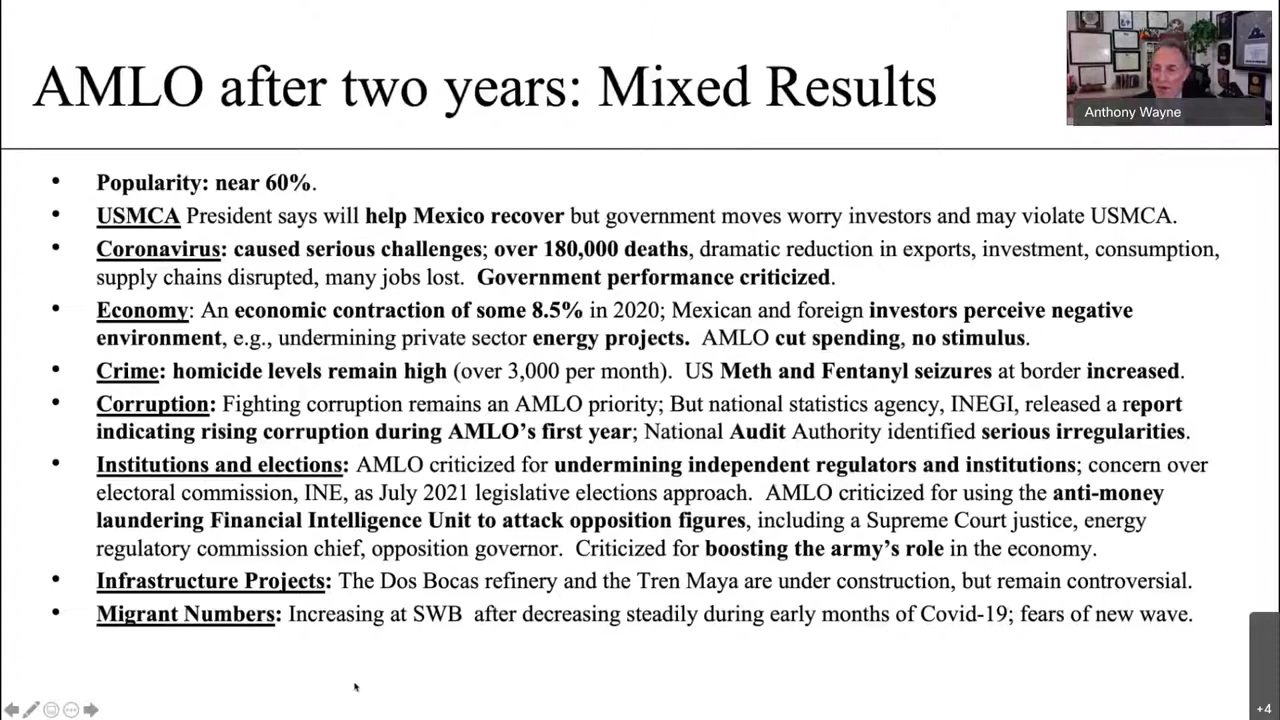 AMLO after two years: Mixed Results
Anthony Wayne
• Popularity: near 60%.
• USMCA President says will help Mexico recover but government moves worry investors and may violate USMCA.
• Coronavirus: caused serious challenges; over 180,000 deaths, dramatic reduction in exports, investment, consumption,
supply chains disrupted, many jobs lost. Government performance criticized.
• Economy: An economic contraction of some 8.5% in 2020; Mexican and foreign investors perceive negative
environment, e.g., undermining private sector energy projects. AMLO cut spending, no stimulus.
• Crime: homicide levels remain high (over 3,000 per month). US Meth and Fentanyl seizures at border increased.
• Corruption: Fighting corruption remains an AMLO priority; But national statistics agency, INEGI, released a report
indicating rising corruption during AMLO’s first year; National Audit Authority identified serious irregularities.
• Institutions and elections: AMLO criticized for undermining independent regulators and institutions; concern over
electoral commission, INE, as July 2021 legislative elections approach. AMLO criticized for using the anti-money
laundering Financial Intelligence Unit to attack opposition figures, including a Supreme Court justice, energy
regulatory commission chief, opposition governor. Criticized for boosting the army’s role in the economy.
• Infrastructure Projects: The Dos Bocas refinery and the Tren Maya are under construction, but remain controversial.
• Migrant Numbers: Increasing at SWB after decreasing steadily during early months of Covid-19; fears of new wave.
+4